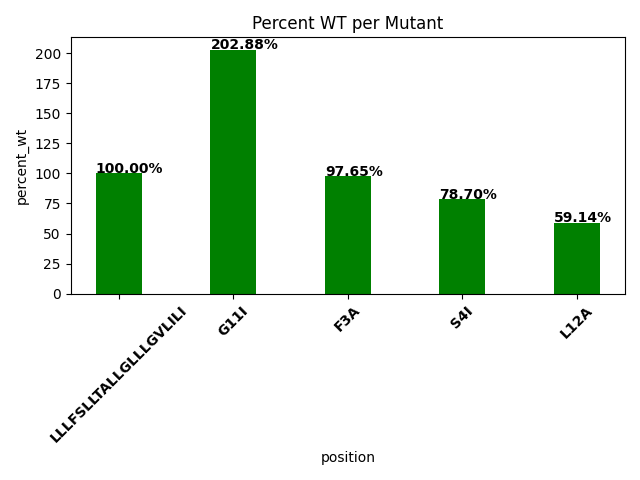 Percent WT per Mutant
percent_wt
200
175
150
125
100
75
50
25
0
100.00%
202.88%
97.65%
78.70%
59.14%
LLLFSLLTALLGLLLGVLILI
G11I
F3A
S4I
L12A
position